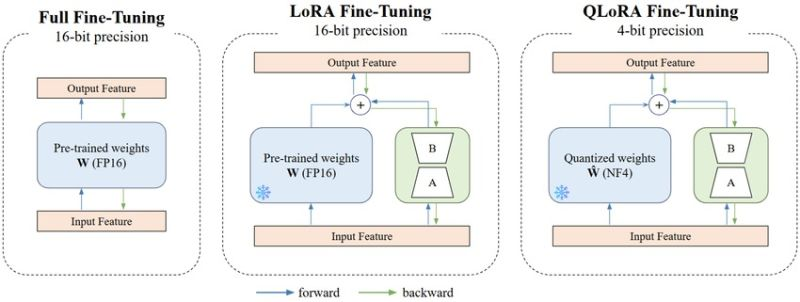 Full Fine-Tuning
16-bit precision
Output Feature
Pre-trained weights
W (FP16)
Input Feature
LoRA Fine-Tuning
16-bit precision
Output Feature
+
Pre-trained weights
W (FP16)
B
A
Input Feature
QLoRA Fine-Tuning
4-bit precision
Output Feature
+
Quantized weights
Ŵ (NF4)
B
A
Input Feature
forward
backward